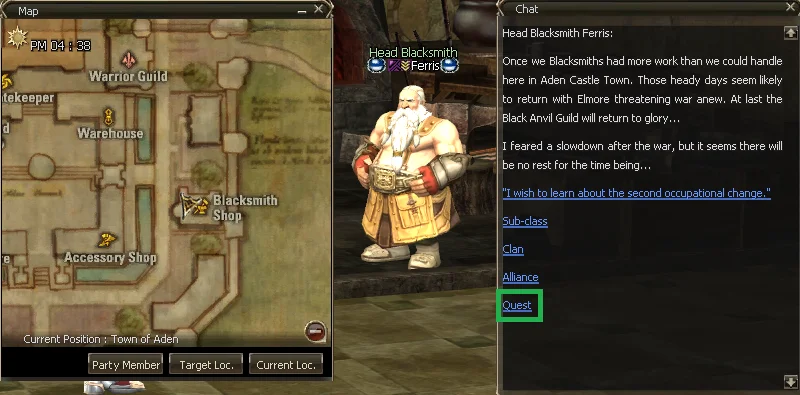 Map
PM 04 : 38
Warrior Guild
tekeeper
Warehouse
d
Blacksmith
Shop
Accessory Shop
re
Current Position : Town of Aden
Party Member
Target Loc.
Current Loc.
Head Blacksmith
Ferris
Chat
Head Blacksmith Ferris:
Once we Blacksmiths had more work than we could handle
here in Aden Castle Town. Those heady days seem likely
to return with Elmore threatening war anew. At last the
Black Anvil Guild will return to glory...
I feared a slowdown after the war, but it seems there will
be no rest for the time being...
"I wish to learn about the second occupational change."
Sub-class
Clan
Alliance
Quest